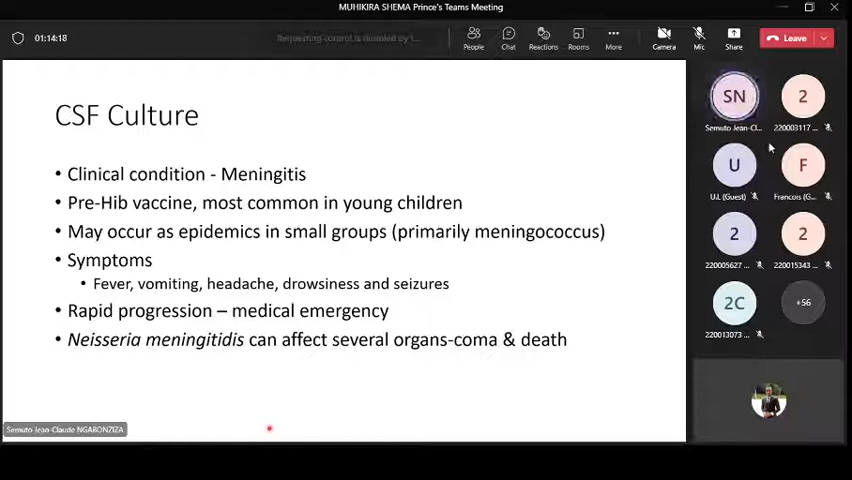 MUHIKIRA SHEMA Prince's Teams Meeting
01:14:18
Requesting control is disabled by t...
People
Chat
Reactions
Rooms
More
Camera
Mic
Share
Leave
CSF Culture
• Clinical condition - Meningitis
• Pre-Hib vaccine, most common in young children
• May occur as epidemics in small groups (primarily meningococcus)
• Symptoms
• Fever, vomiting, headache, drowsiness and seizures
• Rapid progression – medical emergency
• Neisseria meningitidis can affect several organs-coma & death
Semuto Jean-Claude NGABONZIZA
SN
Semuto Jean-Cl...
2
220003117 ...
U
U.L (Guest)
F
Francois (G...
2
220005627 ...
2
220015343 ...
2C
220013073 ...
+56